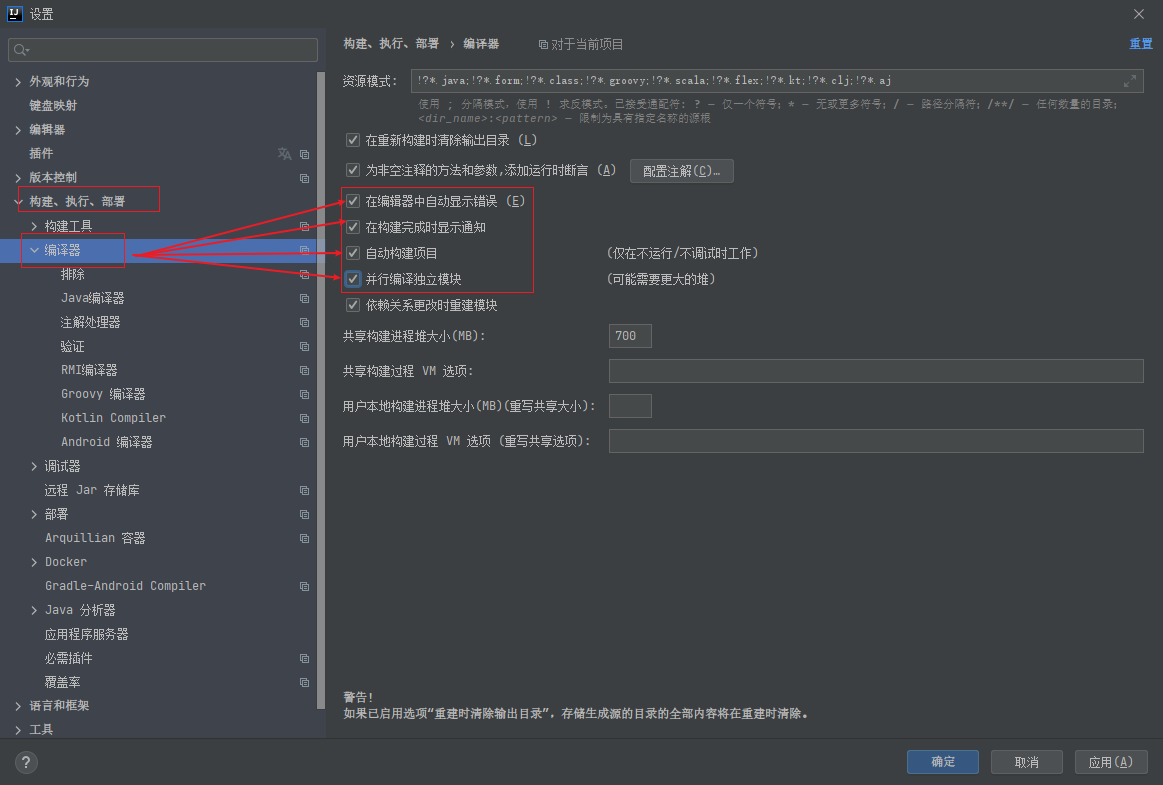 设置
外观和行为
键盘映射
编辑器
插件
版本控制
构建、执行、部署
构建工具
编译器
排除
Java编译器
注解处理器
验证
RMI编译器
Groovy 编译器
Kotlin Compiler
Android 编译器
调试器
远程 Jar 存储库
部署
Arquillian 容器
Docker
Gradle-Android Compiler
Java 分析器
应用程序服务器
必需插件
覆盖率
语言和框架
工具
构建、执行、部署 › 编译器 对于当前项目 重置
资源模式: !?*.java;!?*.form;!?*.class;!?*.groovy;!?*.scala;!?*.flex;!?*.kt;!?*.clj;!?*.aj
使用 ; 分隔模式，使用 ! 求反模式。已接受通配符: ? — 仅一个符号; * — 无或更多符号; / — 路径分隔符; /**/ — 任何数量的目录;
<dir_name>:<pattern> — 限制为具有指定名称的源根
在重新构建时清除输出目录 (L)
为非空注释的方法和参数,添加运行时断言 (A) 配置注解(C)…
在编辑器中自动显示错误 (E)
在构建完成时显示通知
自动构建项目 (仅在不运行/不调试时工作)
并行编译独立模块 (可能需要更大的堆)
依赖关系更改时重建模块
共享构建进程堆大小(MB): 700
共享构建过程 VM 选项:
用户本地构建进程堆大小(MB)(重写共享大小):
用户本地构建过程 VM 选项 (重写共享选项):
警告!
如果已启用选项“重建时清除输出目录”，存储生成源的目录的全部内容将在重建时清除。
? 确定 取消 应用(A)